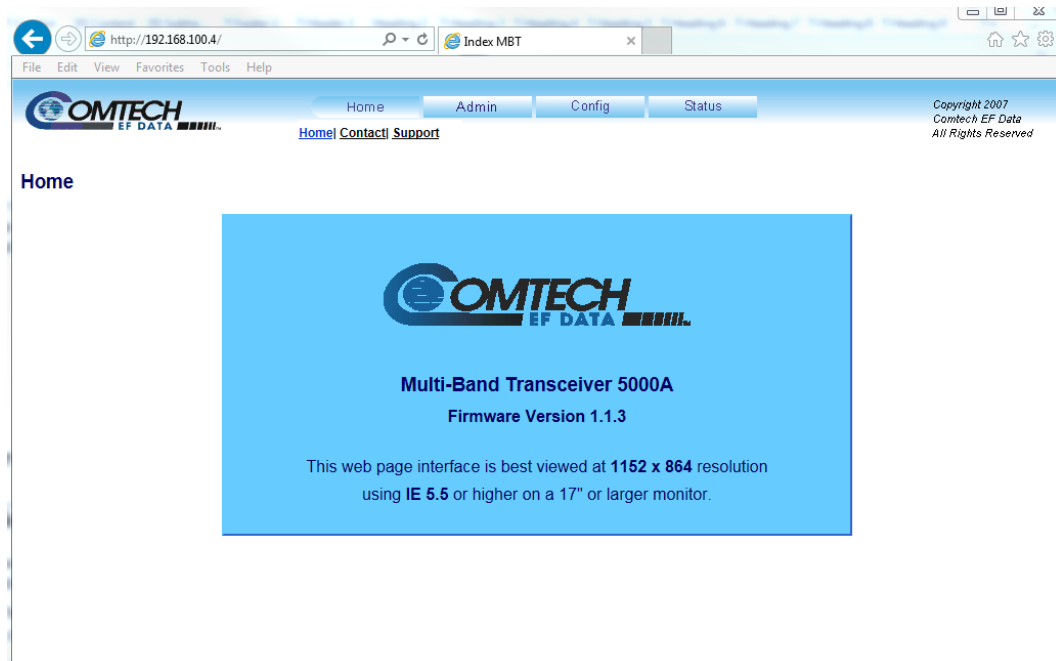 http://192.168.100.4/
Index MBT
File Edit View Favorites Tools Help
COMTECH
EF DATA
Home Admin Config Status
Home| Contact| Support
Copyright 2007
Comtech EF Data
All Rights Reserved
Home
COMTECH
EF DATA
Multi-Band Transceiver 5000A
Firmware Version 1.1.3
This web page interface is best viewed at 1152 x 864 resolution
using IE 5.5 or higher on a 17" or larger monitor.